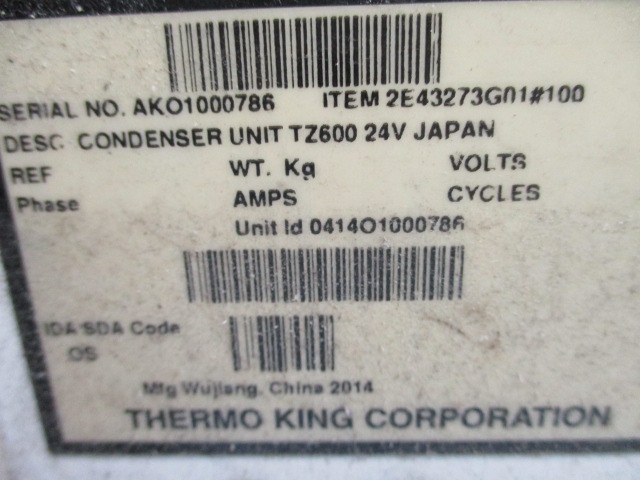 SERIAL NO. AKO1000786 ITEM 2E43273G01#100
DESC CONDENSER UNIT TZ600 24V JAPAN
REF WT. Kg VOLTS
Phase AMPS CYCLES
Unit Id 0414O1000786
IDA/SDA Code
OS
Mfg Wujiang, China 2014
THERMO KING CORPORATION